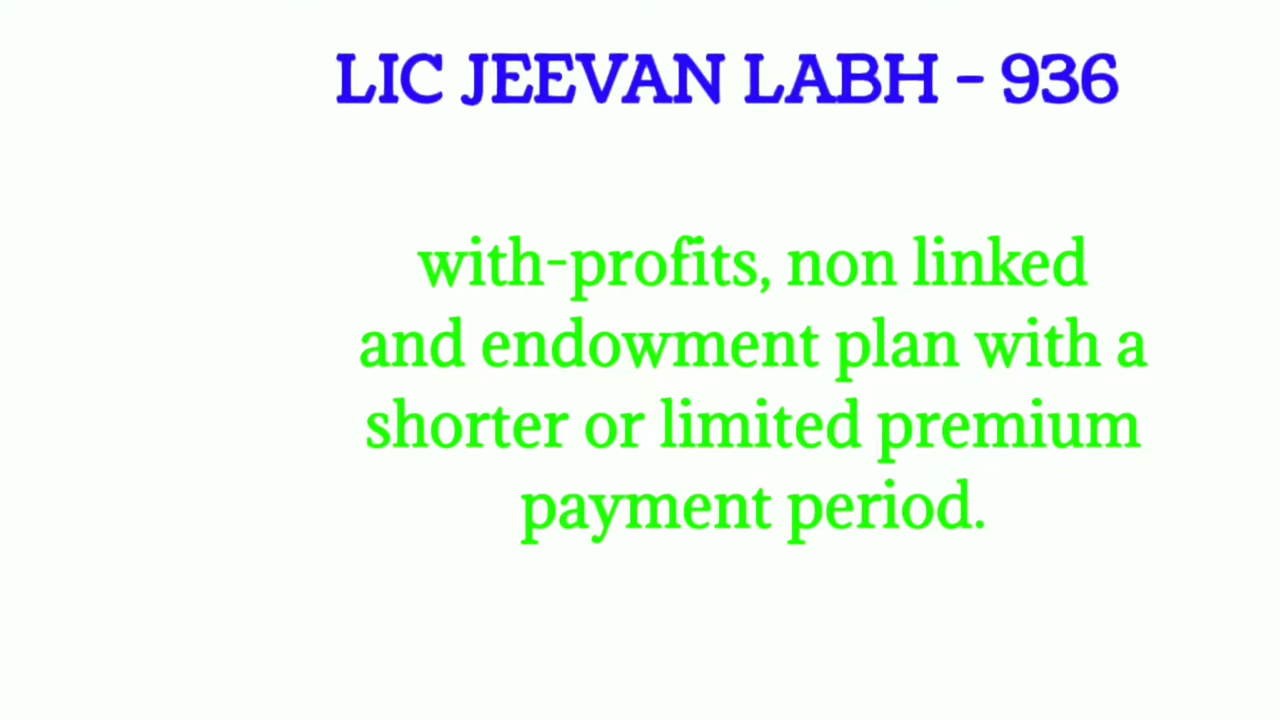 LIC JEEVAN LABH - 936
with-profits, non linked
and endowment plan with a
shorter or limited premium
payment period.